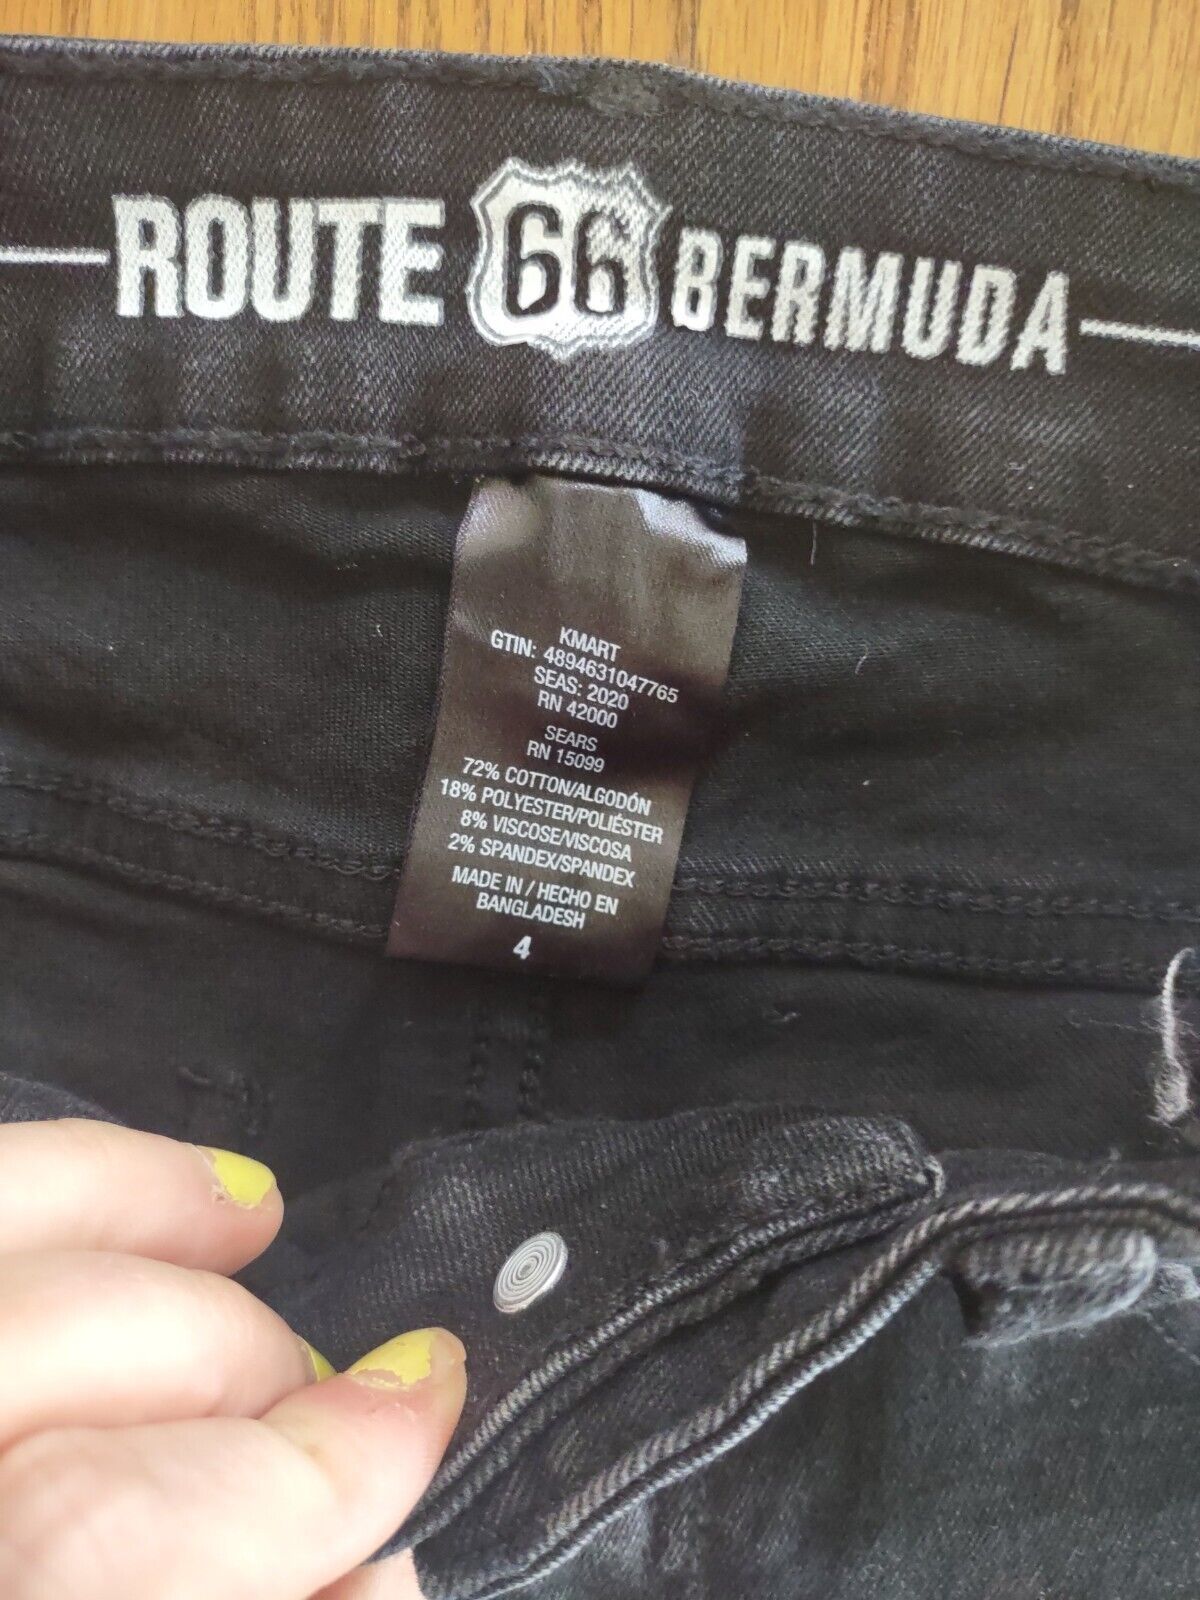 ROUTE 66 BERMUDA
KMART
GTIN: 4894631047765
SEAS: 2020
RN 42000
SEARS
RN 15099
72% COTTON/ALGODÓN
18% POLYESTER/POLIÉSTER
8% VISCOSE/VISCOSA
2% SPANDEX/SPANDEX
MADE IN / HECHO EN
BANGLADESH
4